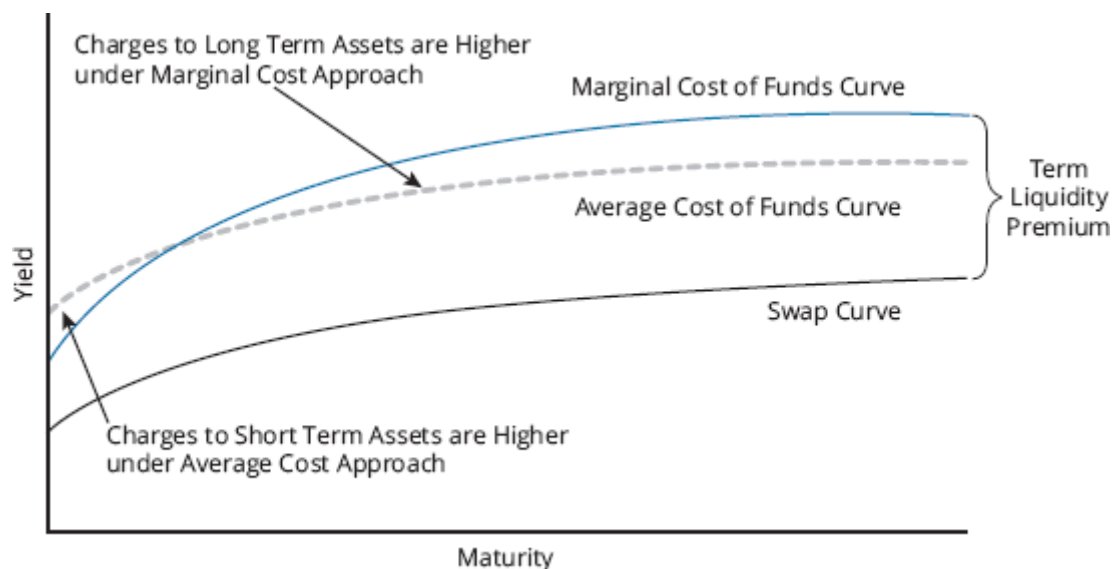 Charges to Long Term Assets are Higher
under Marginal Cost Approach
Marginal Cost of Funds Curve
Term
Liquidity
Premium
Average Cost of Funds Curve
Yield
Swap Curve
Charges to Short Term Assets are Higher
under Average Cost Approach
Maturity